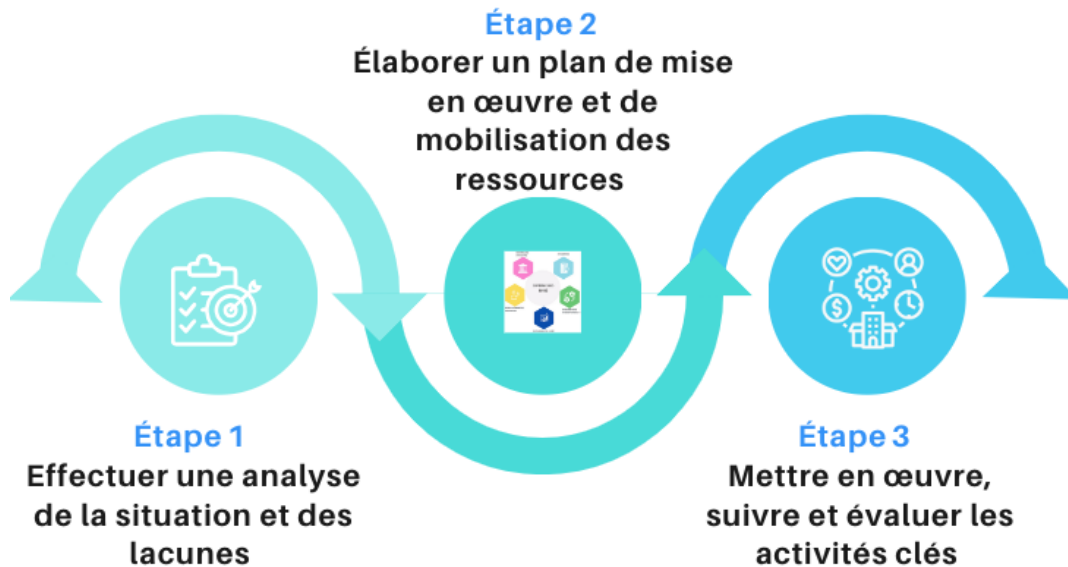 Étape 1
Effectuer une analyse
de la situation et des
lacunes
Étape 2
Élaborer un plan de mise
en œuvre et de
mobilisation des
ressources
Étape 3
Mettre en œuvre,
suivre et évaluer les
activités clés
$